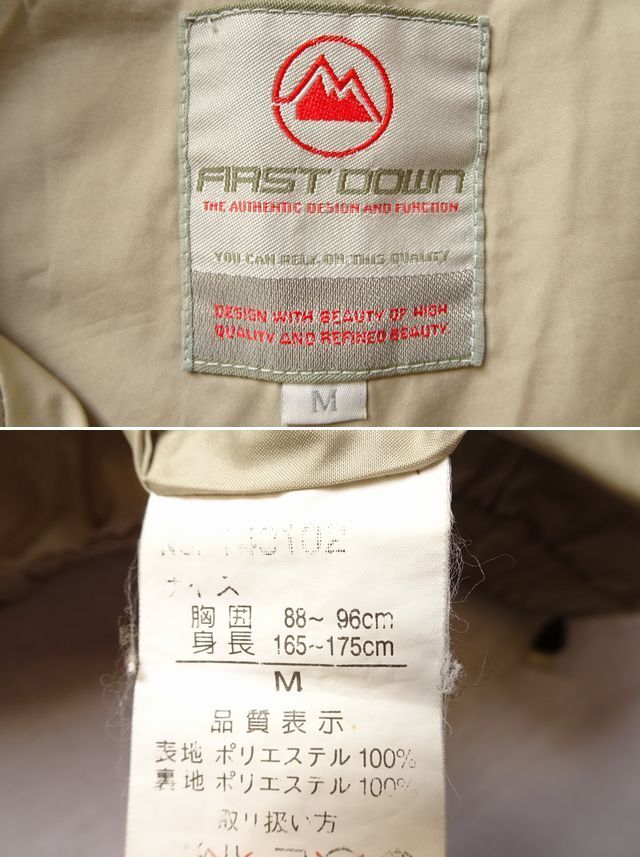 FIRST DOWN
THE AUTHENTIC DESIGN AND FUNCTION.
YOU CAN RELY ON THIS QUALITY
DESIGN WITH BEAUTY OF HIGH
QUALITY AND REFINED BEAUTY.
M
No. 143102
サイズ
胸囲 88~ 96cm
身長 165~175cm
M
品質表示
表地 ポリエステル 100%
裏地 ポリエステル 100%
取り扱い方